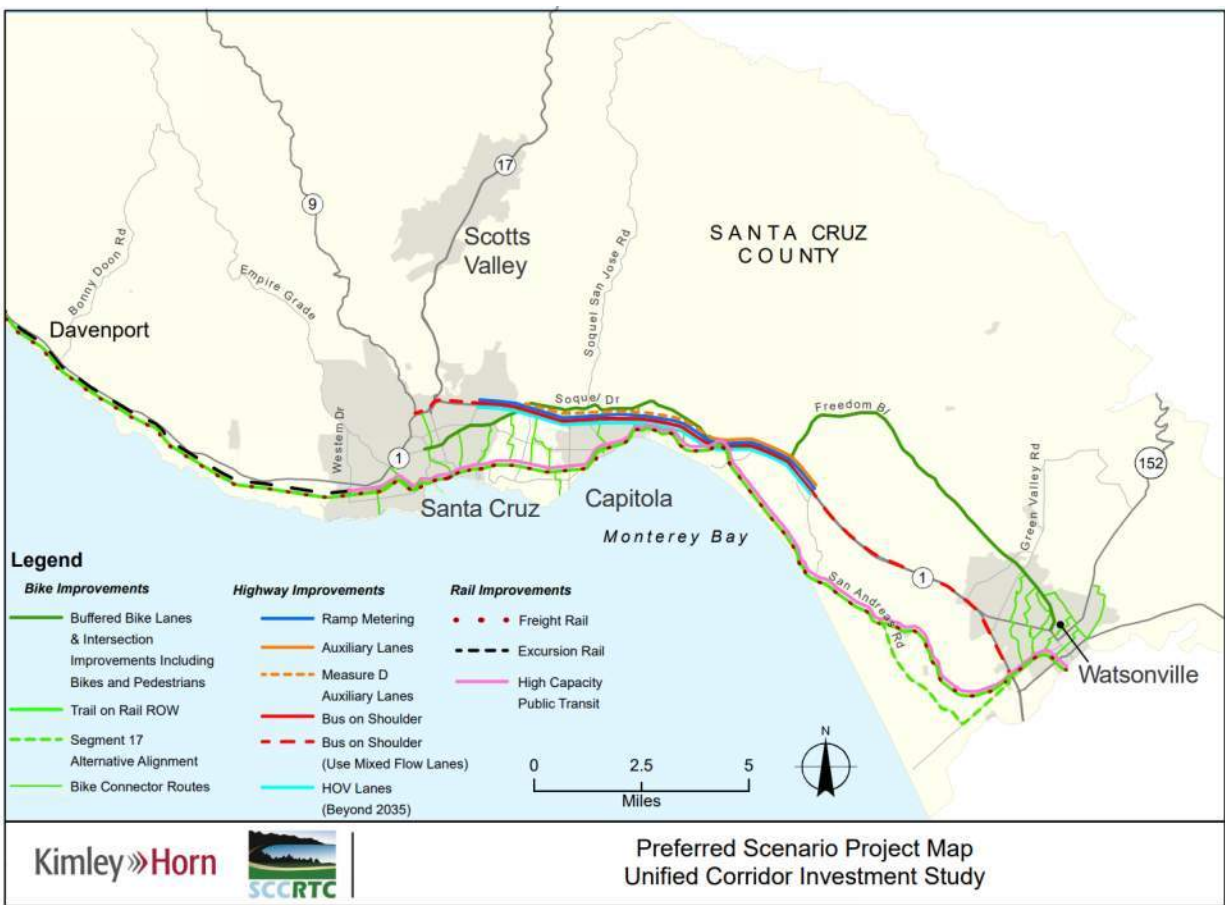 17
9
Scotts
Valley
SANTA CRUZ
COUNTY
Bonny Doon Rd
Empire Grade
Soquel San Jose Rd
Davenport
Western Dr
Soquel Dr
Freedom Bl
Green Valley Rd
152
1
Santa Cruz
Capitola
Monterey Bay
San Andreas Rd
1
Watsonville
Legend
Bike Improvements
Buffered Bike Lanes
& Intersection
Improvements Including
Bikes and Pedestrians
Trail on Rail ROW
Segment 17
Alternative Alignment
Bike Connector Routes
Highway Improvements
Ramp Metering
Auxiliary Lanes
Measure D
Auxiliary Lanes
Bus on Shoulder
Bus on Shoulder
(Use Mixed Flow Lanes)
HOV Lanes
(Beyond 2035)
Rail Improvements
Freight Rail
Excursion Rail
High Capacity
Public Transit
0 2.5 5
Miles
N
Kimley»Horn
SCCRTC
Preferred Scenario Project Map
Unified Corridor Investment Study